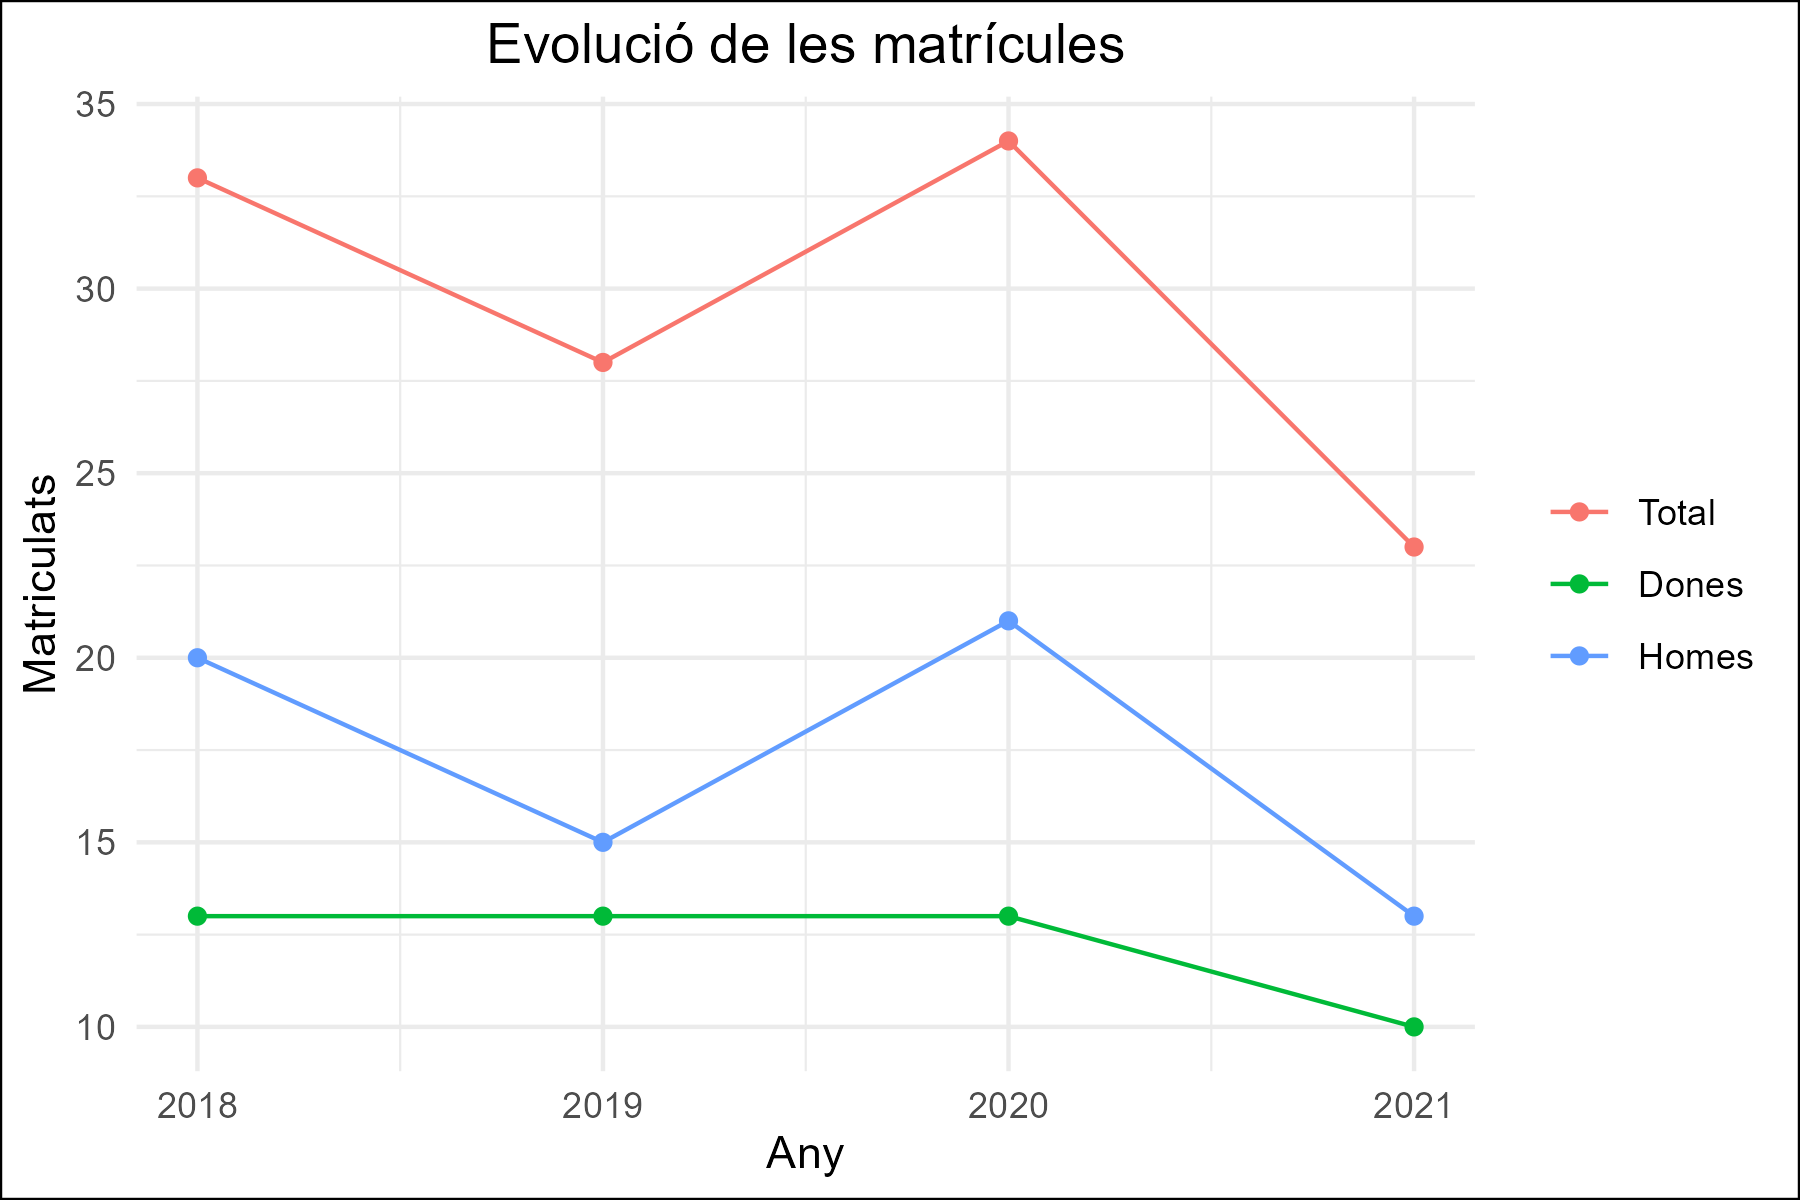 Evolució de les matrícules
35
30
25
20
15
10
Matriculats
2018
2019
2020
2021
Any
Total
Dones
Homes